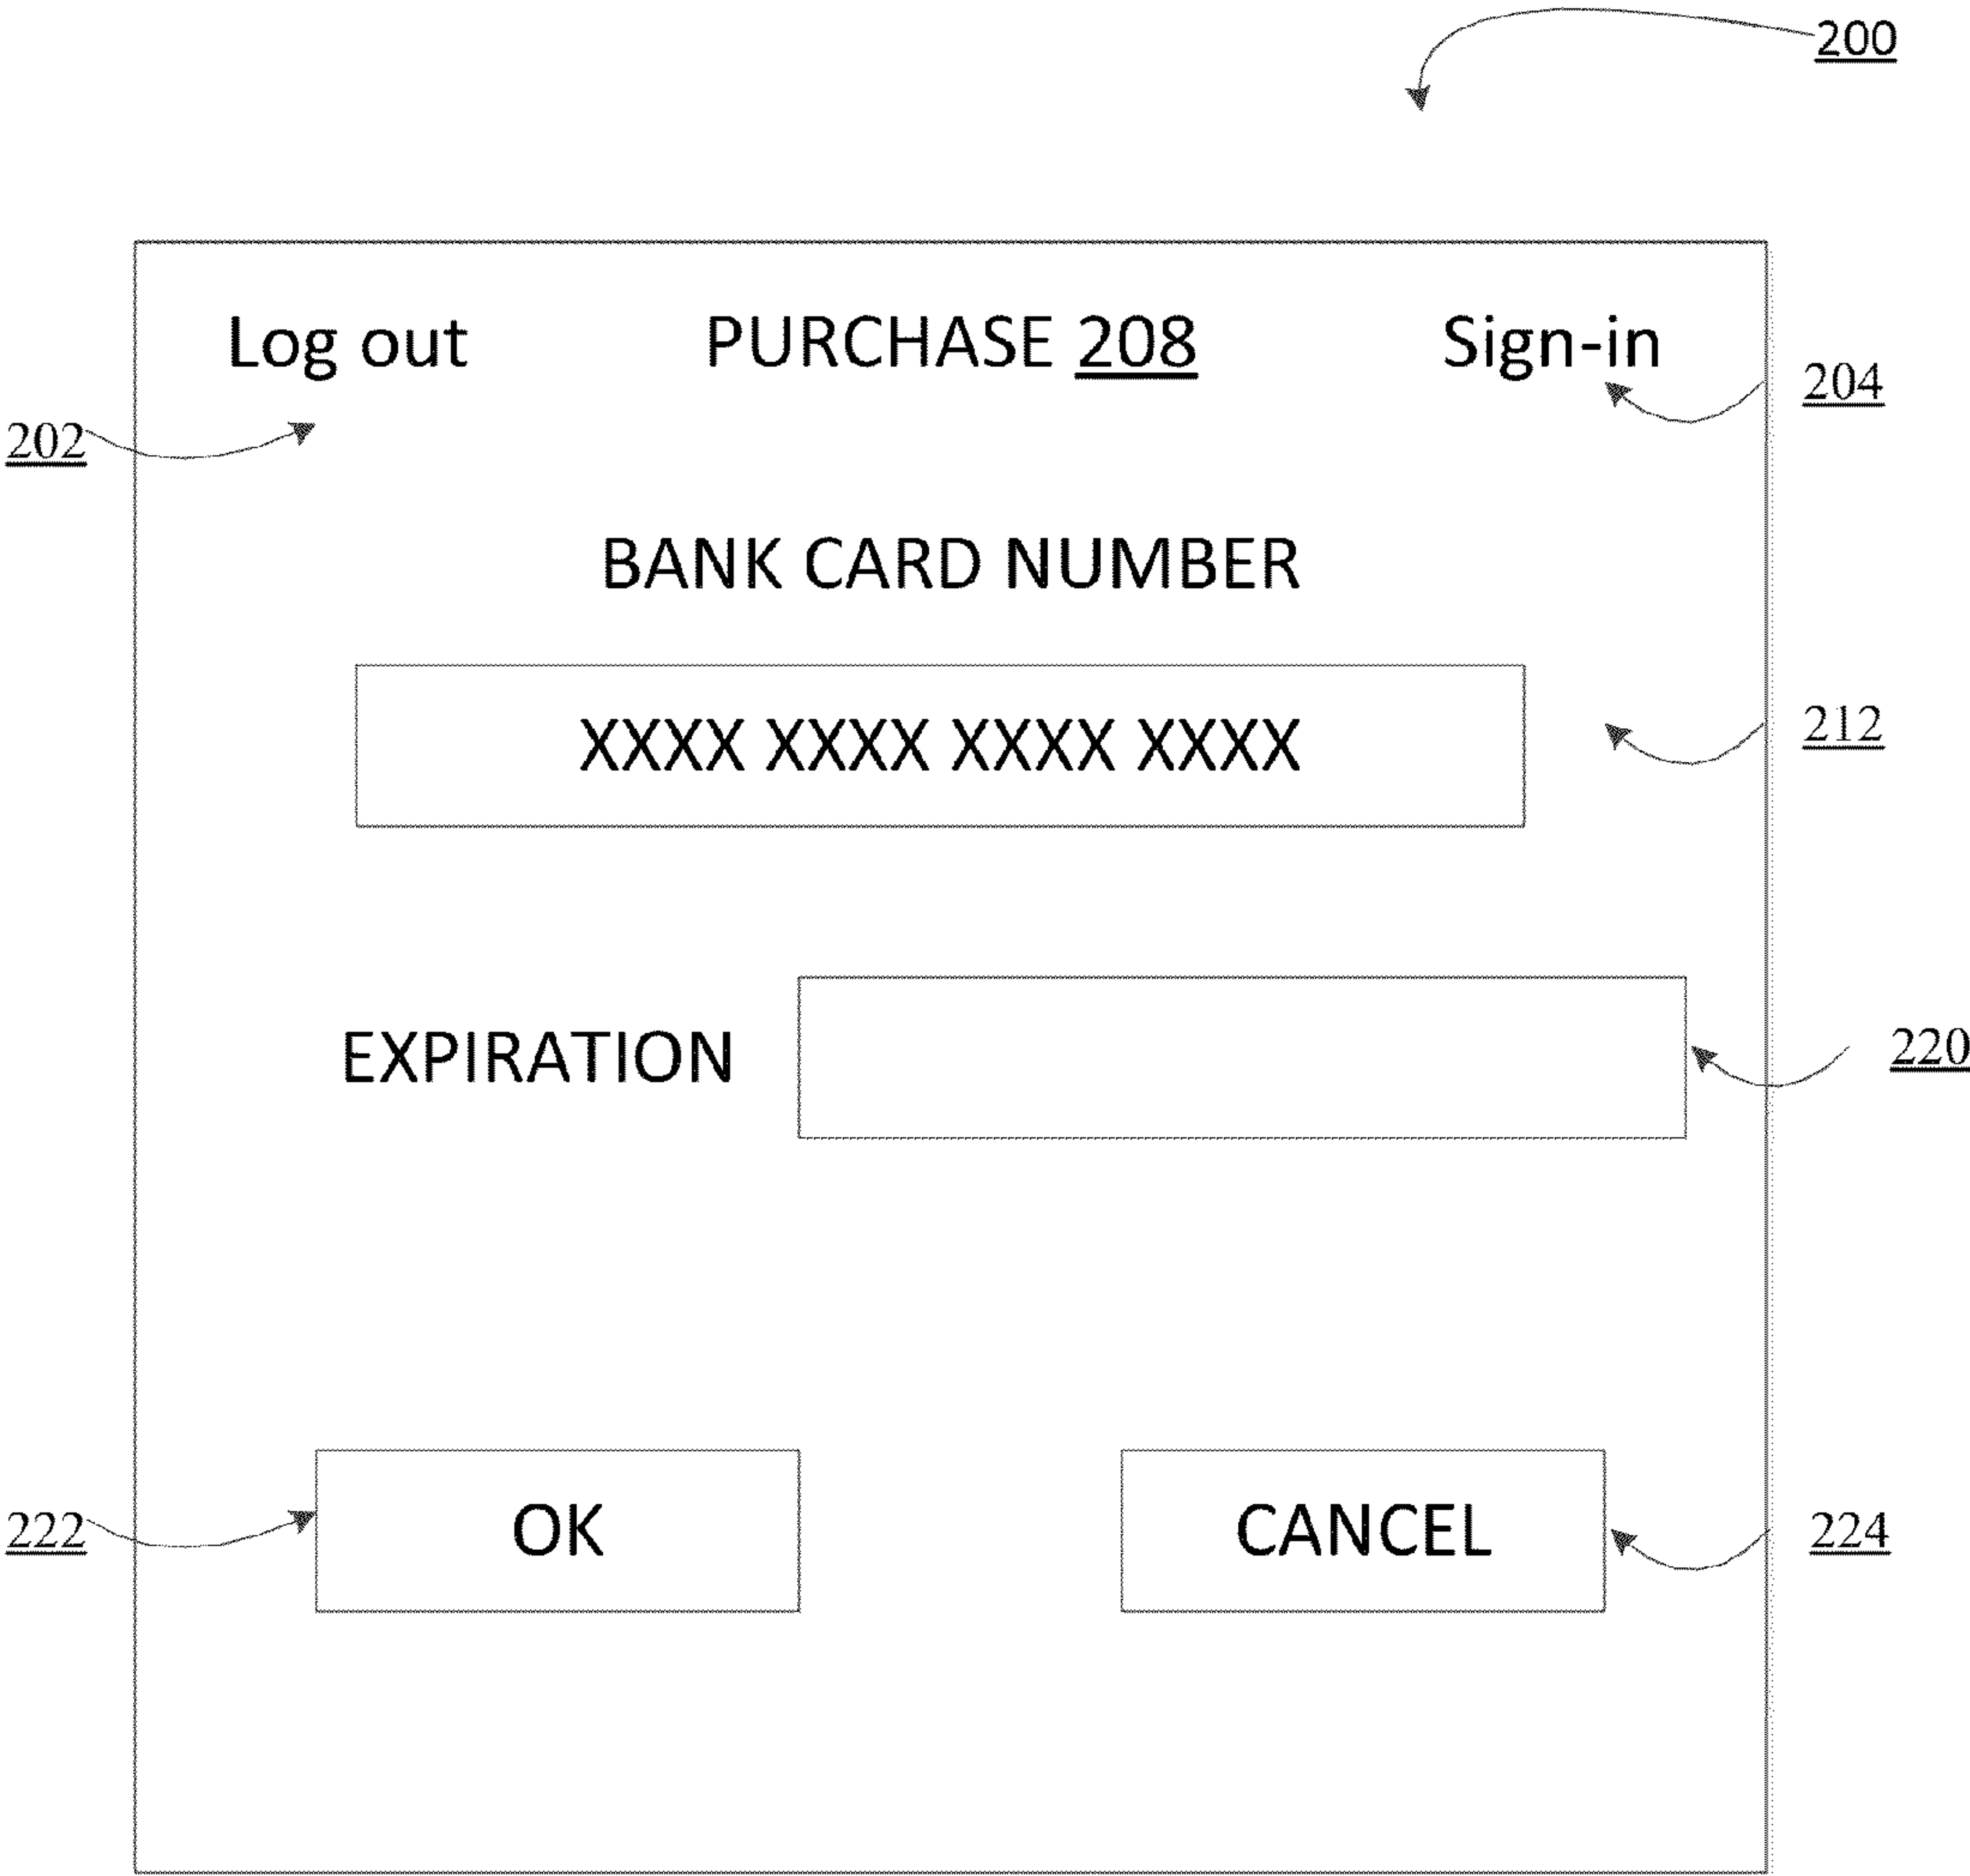 200
Log out PURCHASE 208 Sign-in
204
202
BANK CARD NUMBER
XXXX XXXX XXXX XXXX
212
EXPIRATION
220
222
OK
CANCEL
224